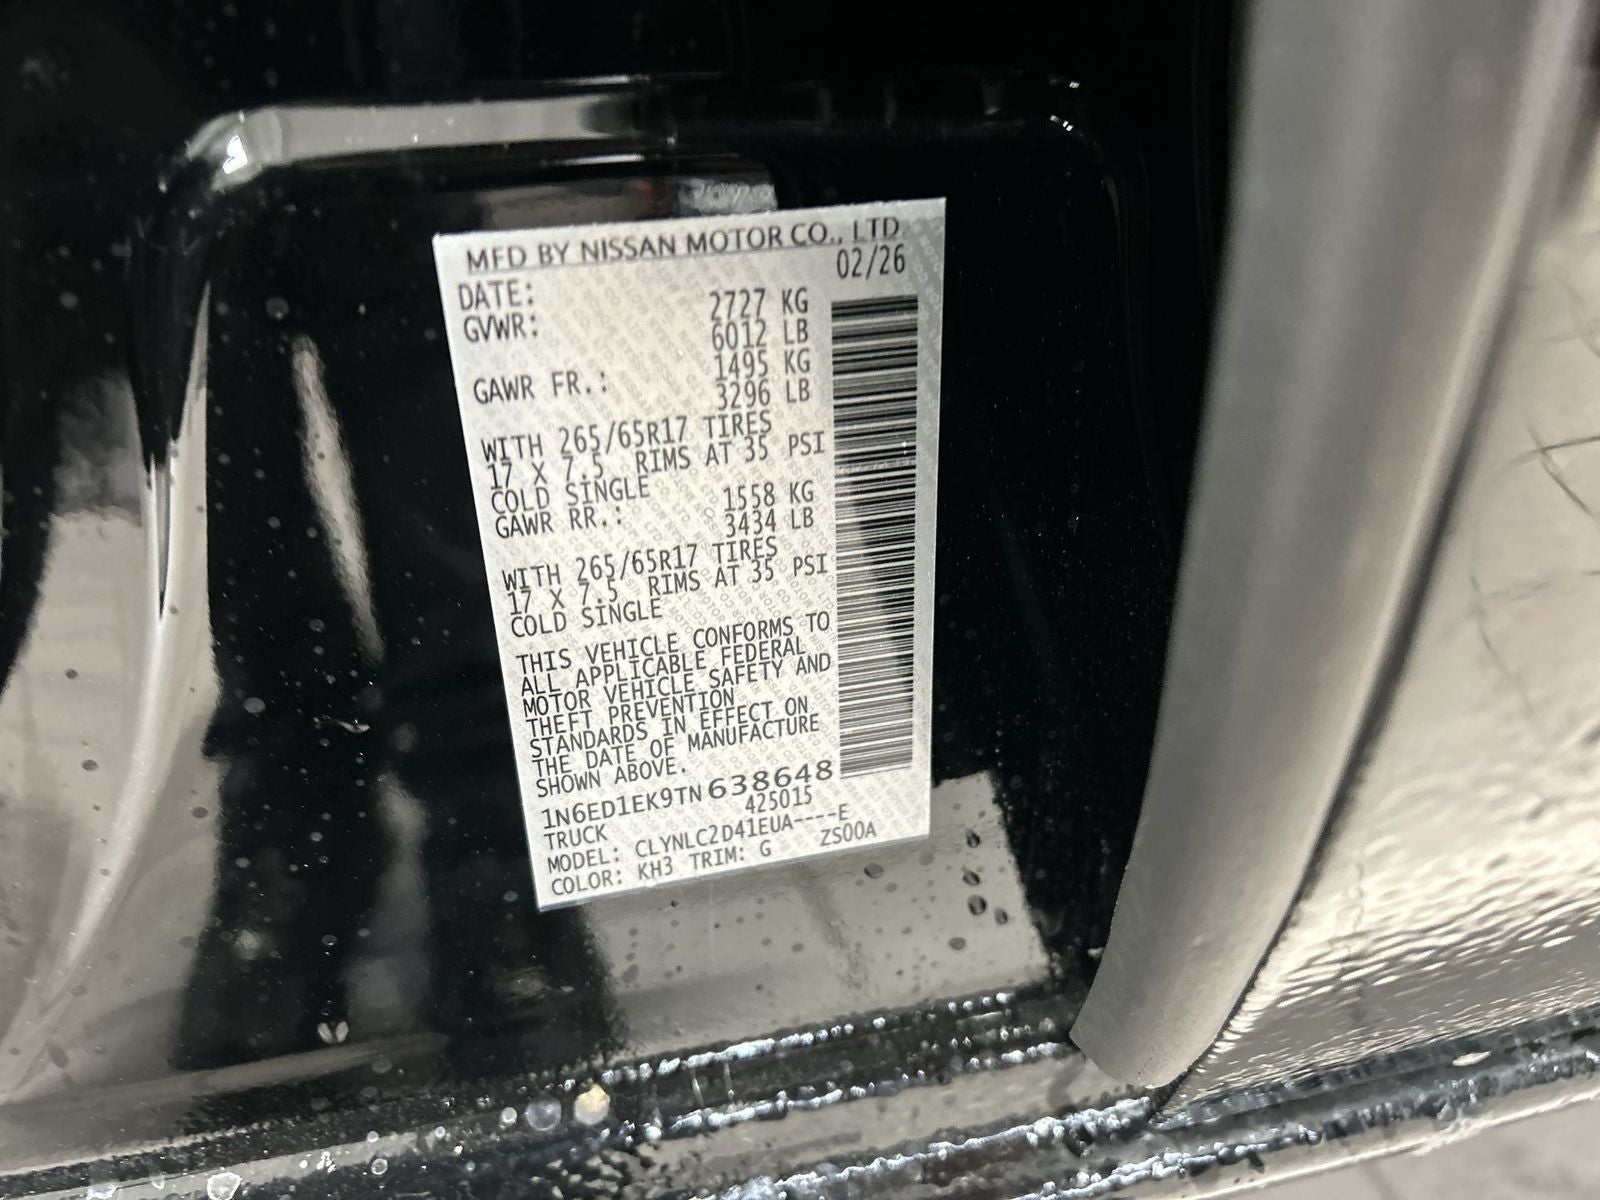 MFD BY NISSAN MOTOR CO., LTD.
DATE: 02/26
GVWR: 2727 KG
6012 LB
GAWR FR.: 1495 KG
3296 LB
WITH 265/65R17 TIRES
17 X 7.5 RIMS AT 35 PSI
COLD SINGLE
GAWR RR.: 1558 KG
3434 LB
WITH 265/65R17 TIRES
17 X 7.5 RIMS AT 35 PSI
COLD SINGLE
THIS VEHICLE CONFORMS TO
ALL APPLICABLE FEDERAL
MOTOR VEHICLE SAFETY AND
THEFT PREVENTION
STANDARDS IN EFFECT ON
THE DATE OF MANUFACTURE
SHOWN ABOVE.
1N6ED1EK9TN638648
TRUCK 425015
MODEL: CLYNLC2D41EUA----E
COLOR: KH3 TRIM: G ZS00A